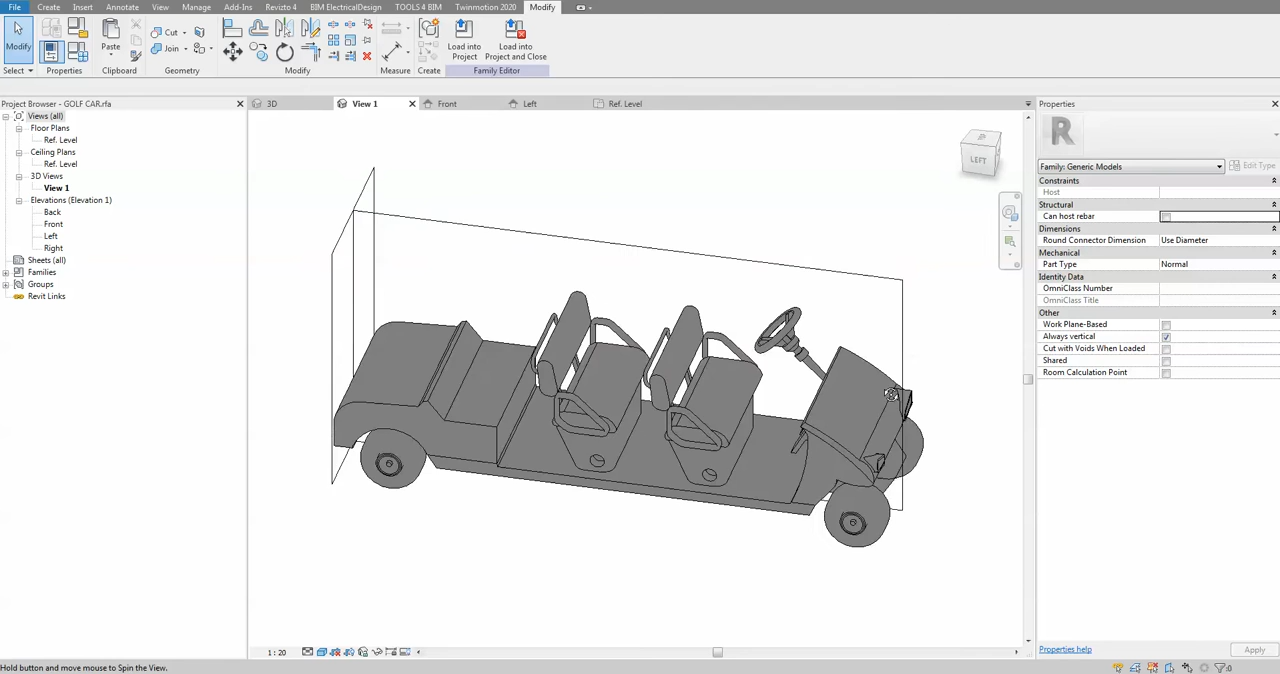 File Create Insert Annotate View Manage Add-Ins Revizto 4 BIM ElectricalDesign TOOLS 4 BIM Twinmotion 2020 Modify
Modify Paste Cut Join Load into Project Load into Project and Close
Select Properties Clipboard Geometry Modify Measure Create Family Editor
Project Browser - GOLF CAR.rfa
Views (all)
Floor Plans
Ref. Level
Ceiling Plans
Ref. Level
3D Views
View 1
Elevations (Elevation 1)
Back
Front
Left
Right
Sheets (all)
Families
Groups
Revit Links
3D View 1 Front Left Ref. Level
LEFT
Properties
R
Family: Generic Models Edit Type
Constraints
Host
Structural
Can host rebar
Dimensions
Round Connector Dimension Use Diameter
Mechanical
Part Type Normal
Identity Data
OmniClass Number
OmniClass Title
Other
Work Plane-Based
Always vertical
Cut with Voids When Loaded
Shared
Room Calculation Point
Properties help Apply
1 : 20
Hold button and move mouse to Spin the View.
:0